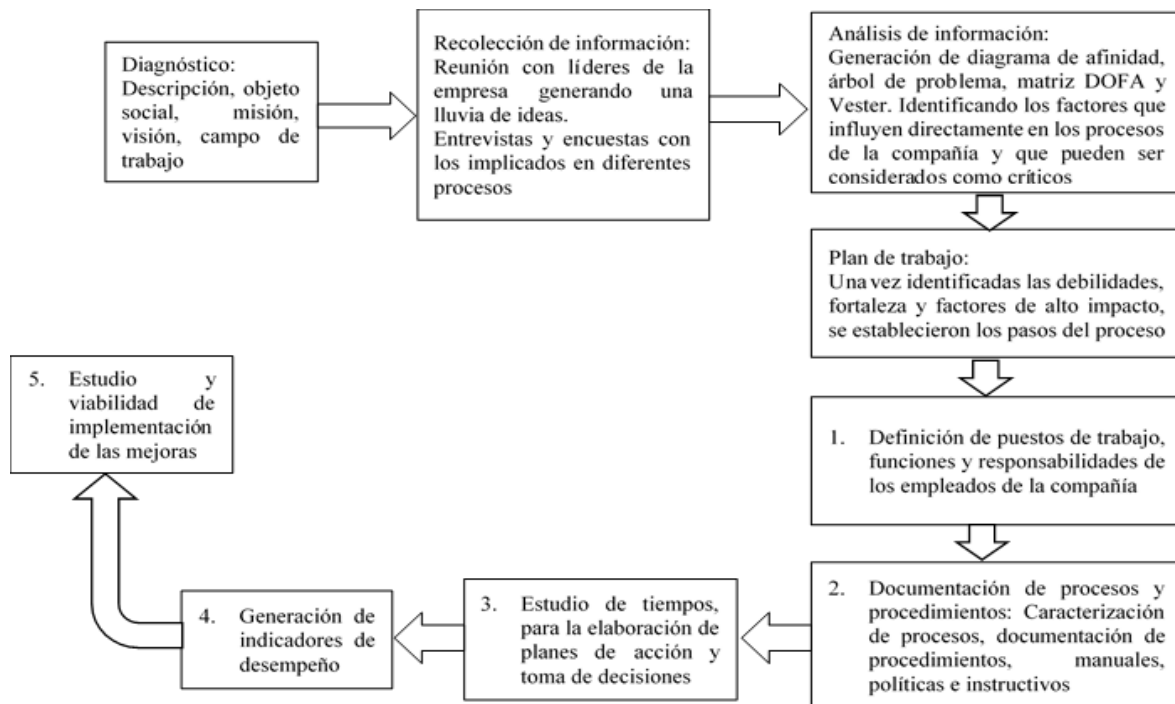 Diagnóstico:
Descripción, objeto
social, misión,
visión, campo de
trabajo
Recolección de información:
Reunión con líderes de la
empresa generando una
lluvia de ideas.
Entrevistas y encuestas con
los implicados en diferentes
procesos
Análisis de información:
Generación de diagrama de afinidad,
árbol de problema, matriz DOFA y
Vester. Identificando los factores que
influyen directamente en los procesos
de la compañía y que pueden ser
considerados como críticos
Plan de trabajo:
Una vez identificadas las debilidades,
fortaleza y factores de alto impacto,
se establecieron los pasos del proceso
1. Definición de puestos de trabajo,
funciones y responsabilidades de
los empleados de la compañía
2. Documentación de procesos y
procedimientos: Caracterización
de procesos, documentación de
procedimientos, manuales,
políticas e instructivos
3. Estudio de tiempos,
para la elaboración de
planes de acción y
toma de decisiones
4. Generación de
indicadores de
desempeño
5. Estudio y
viabilidad de
implementación
de las mejoras